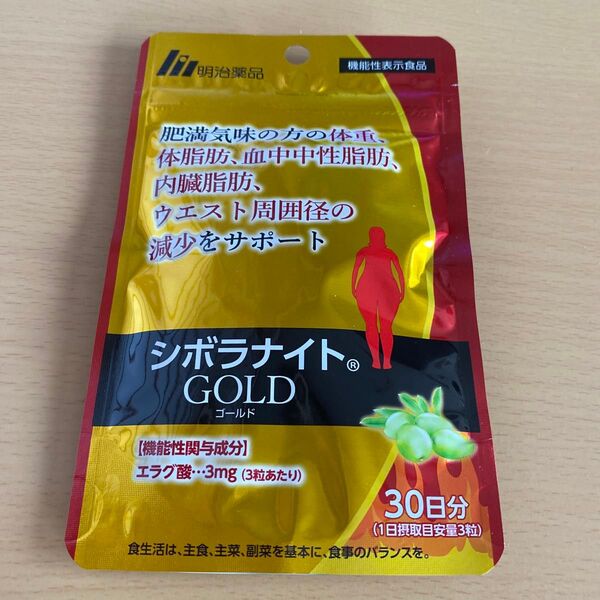 明治薬品
機能性表示食品
肥満気味の方の体重、
体脂肪、血中中性脂肪、
内臓脂肪、
ウエスト周囲径の
減少をサポート
シボラナイト®
GOLD
ゴールド
【機能性関与成分】
エラグ酸…3mg (3粒あたり)
30日分
(1日摂取目安量3粒)
食生活は、主食、主菜、副菜を基本に、食事のバランスを。